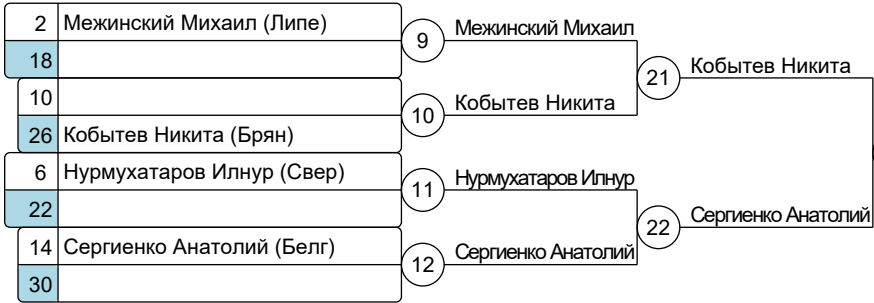 2 Межинский Михаил (Липе)
18
9 Межинский Михаил
10
26 Кобытев Никита (Брян)
10 Кобытев Никита
21 Кобытев Никита
6 Нурмухатаров Илнур (Свер)
22
11 Нурмухатаров Илнур
14 Сергиенко Анатолий (Белг)
30
12 Сергиенко Анатолий
22 Сергиенко Анатолий